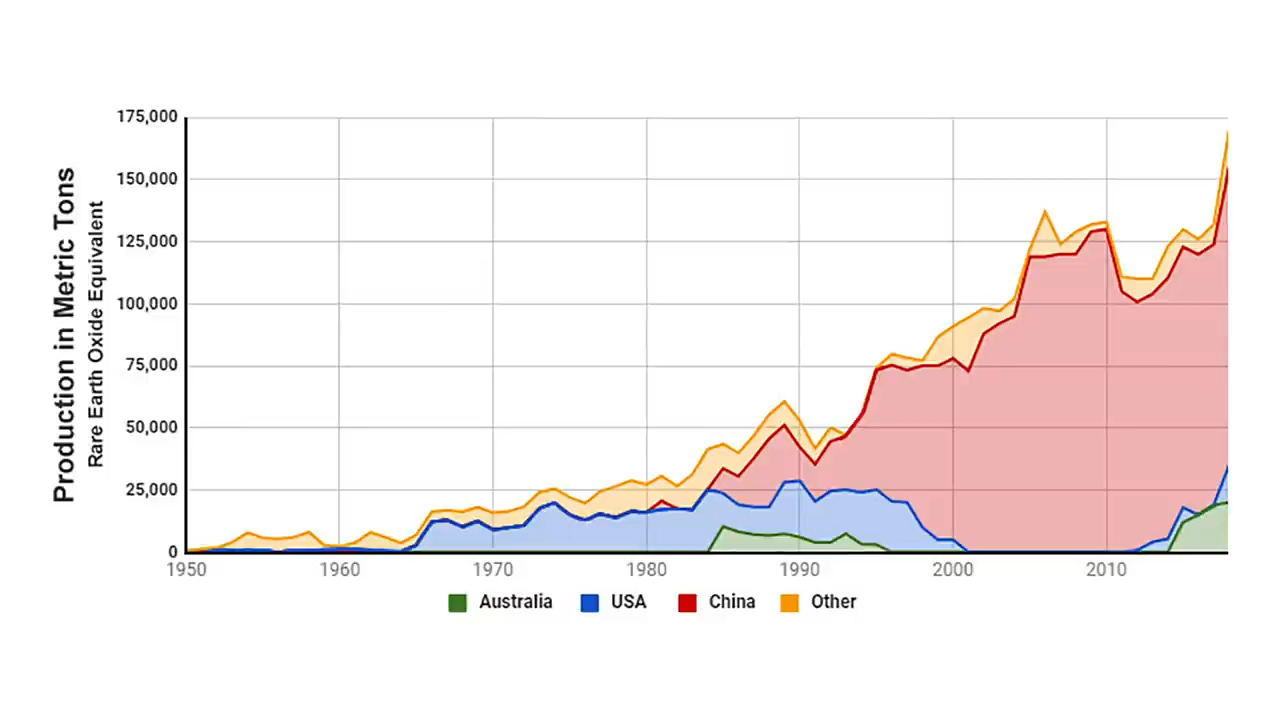 Production in Metric Tons
Rare Earth Oxide Equivalent
175,000
150,000
125,000
100,000
75,000
50,000
25,000
0
1950 1960 1970 1980 1990 2000 2010
Australia USA China Other